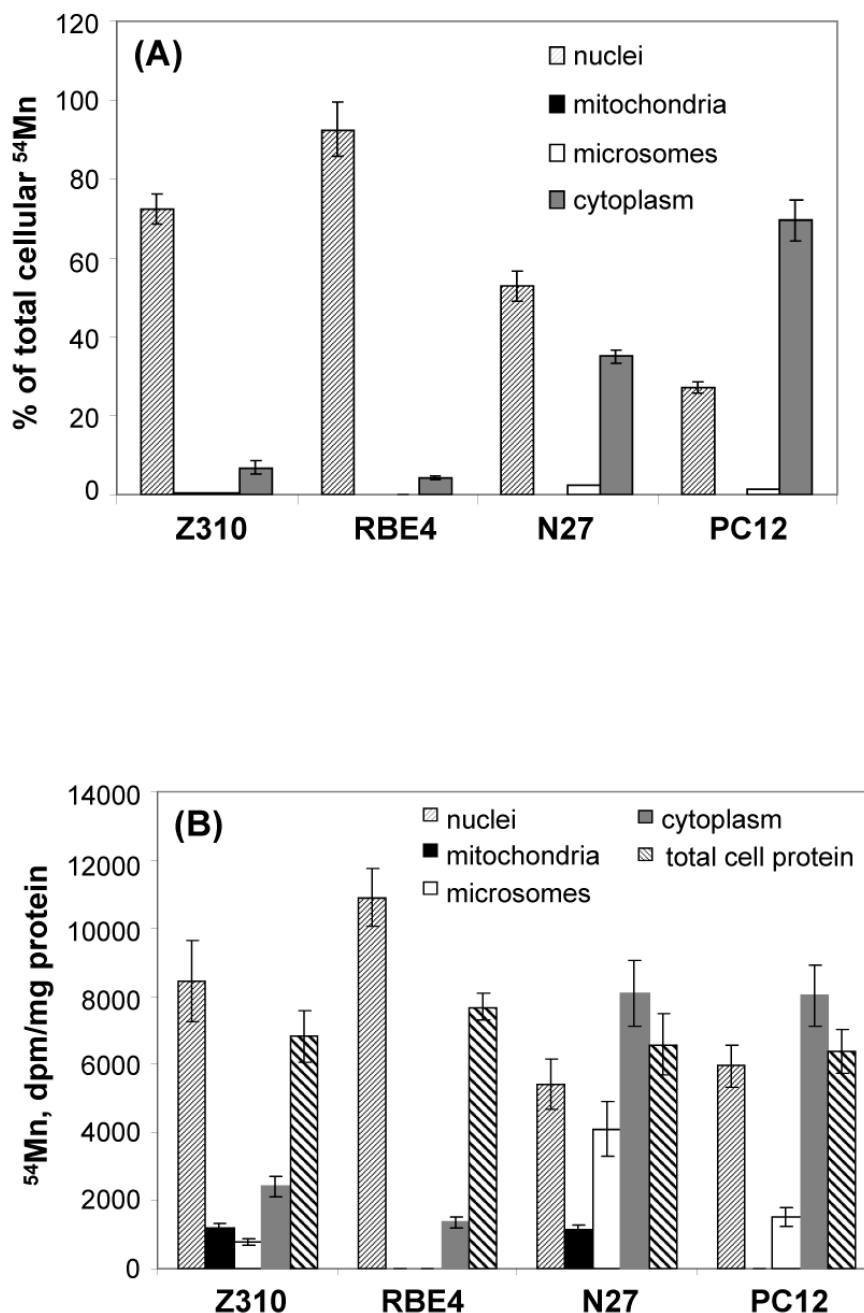 (A)
nuclei
mitochondria
microsomes
cytoplasm
% of total cellular ⁵⁴Mn
120
100
80
60
40
20
0
Z310 RBE4 N27 PC12
(B)
nuclei cytoplasm
mitochondria total cell protein
microsomes
⁵⁴Mn, dpm/mg protein
14000
12000
10000
8000
6000
4000
2000
0
Z310 RBE4 N27 PC12